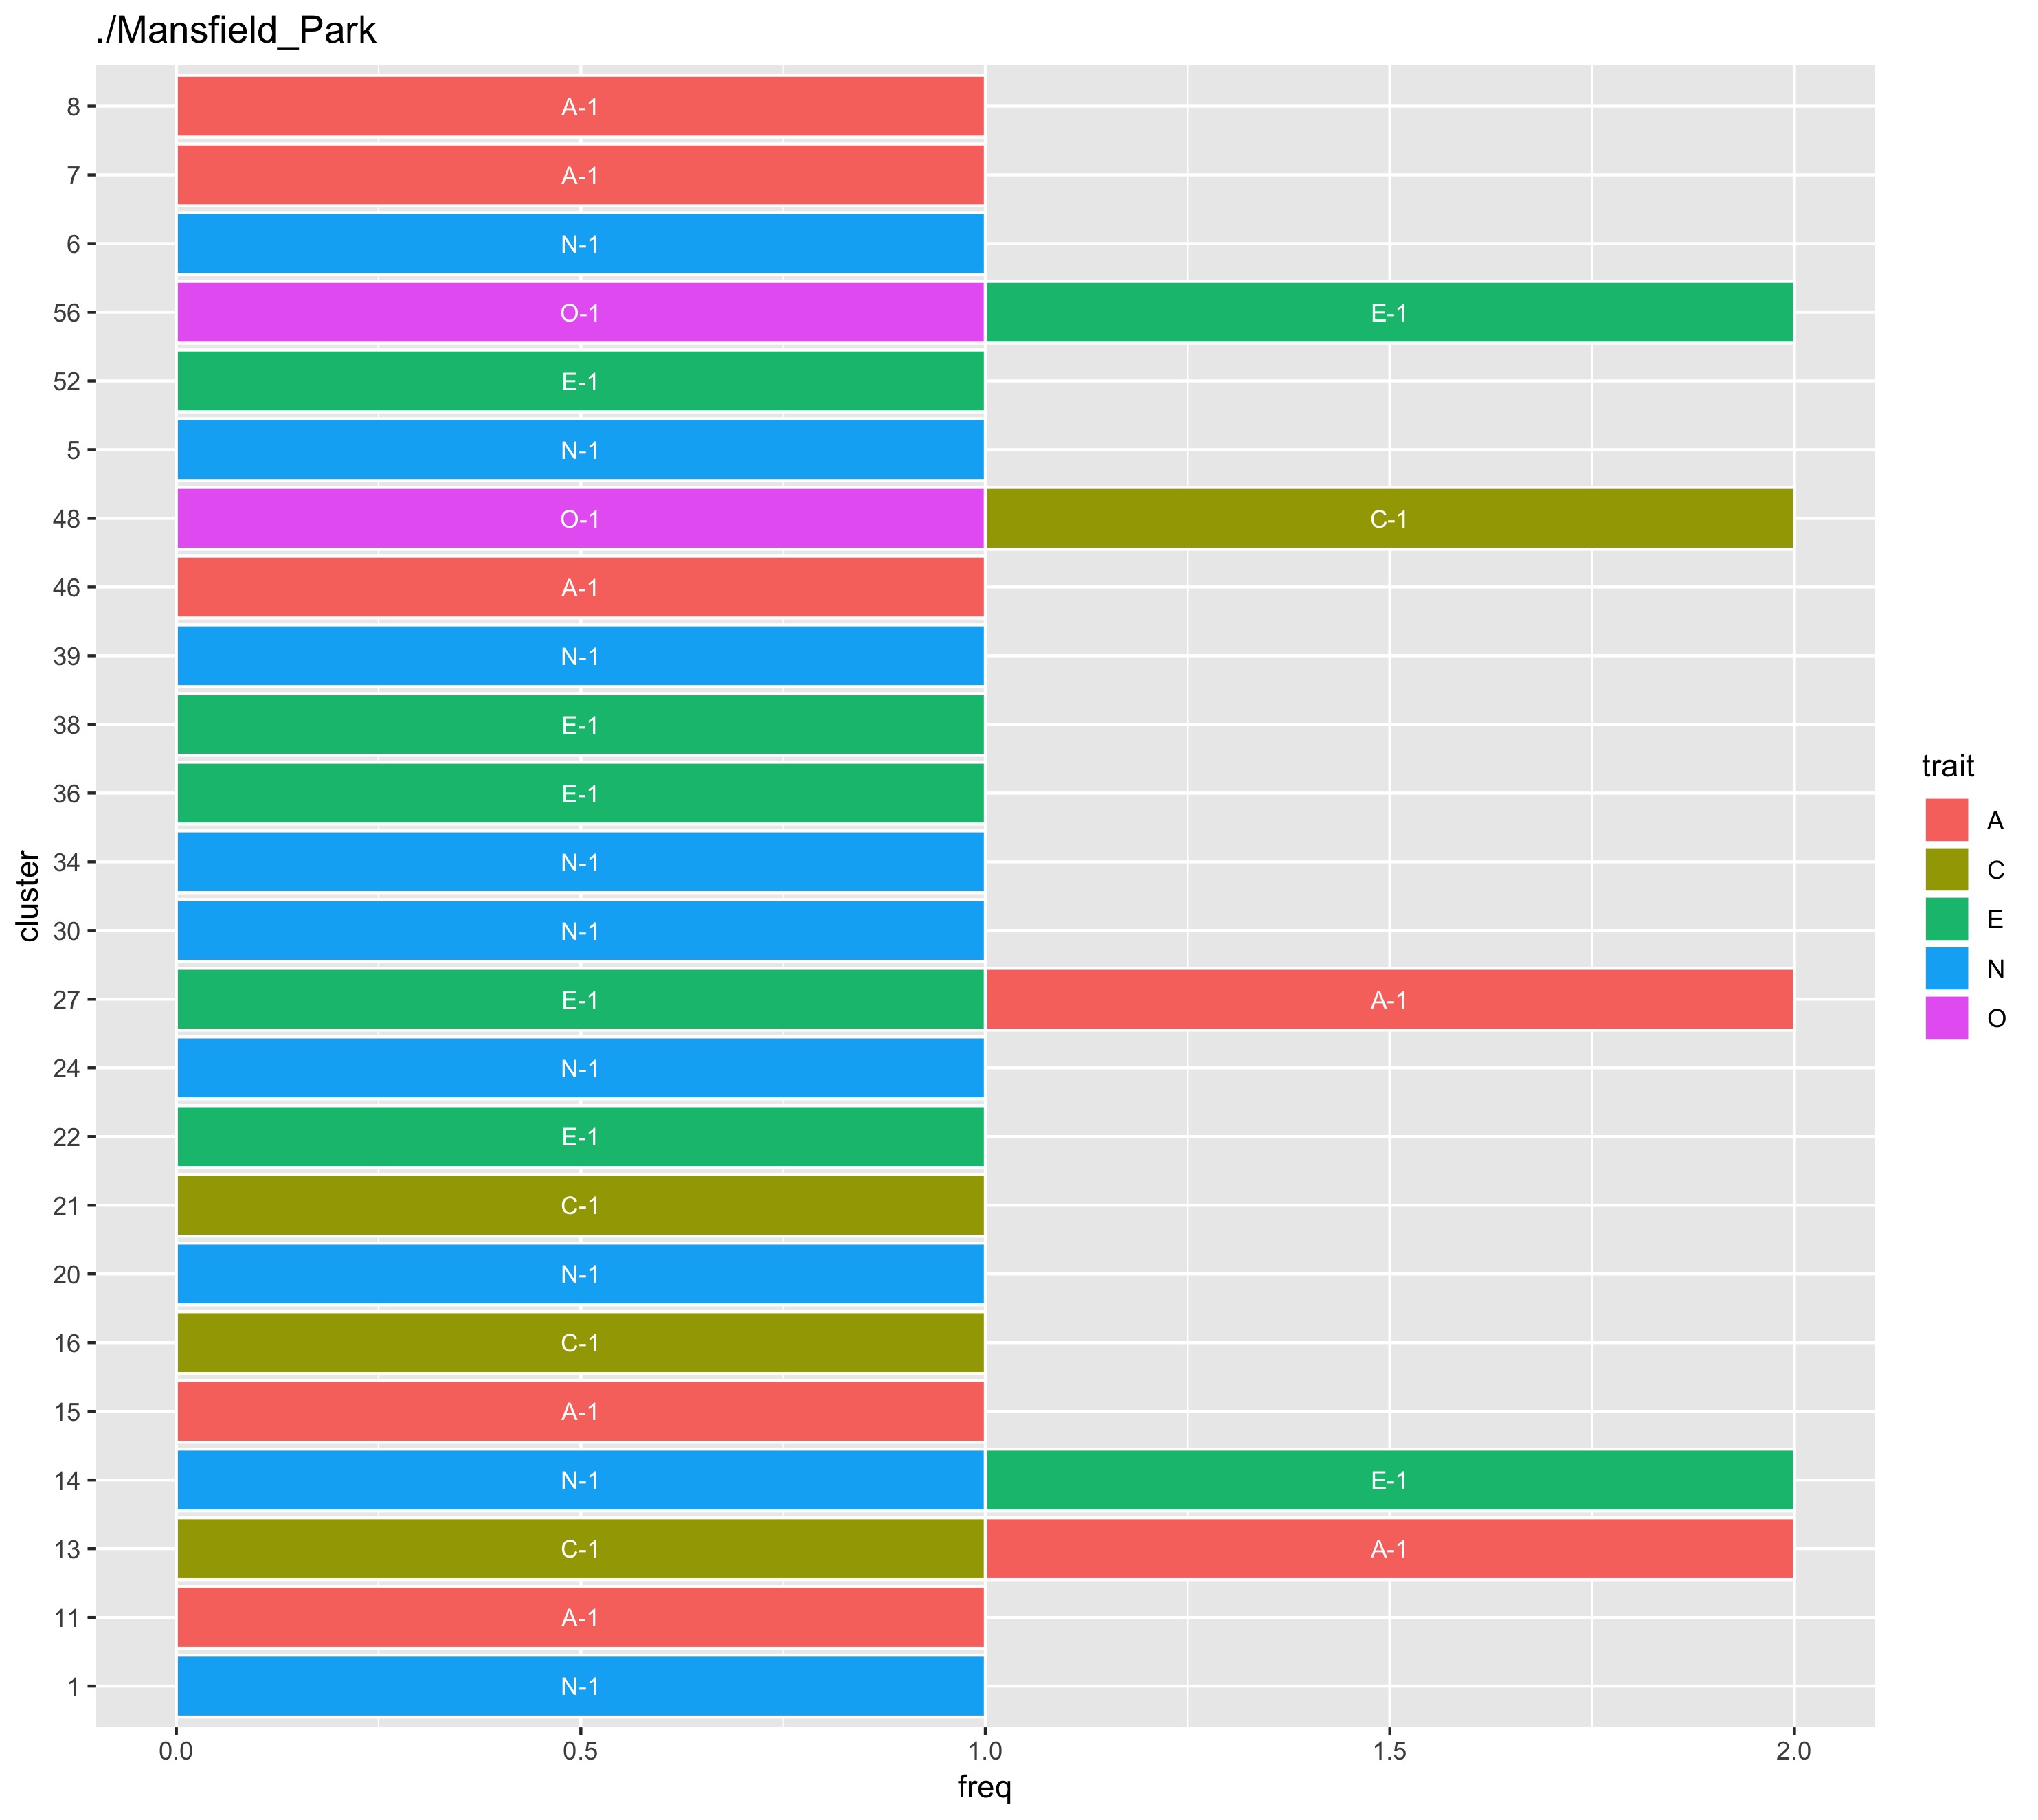 ./Mansfield_Park
cluster
8 A-1
7 A-1
6 N-1
56 O-1 E-1
52 E-1
5 N-1
48 O-1 C-1
46 A-1
39 N-1
38 E-1
36 E-1
34 N-1
30 N-1
27 E-1 A-1
24 N-1
22 E-1
21 C-1
20 N-1
16 C-1
15 A-1
14 N-1 E-1
13 C-1 A-1
11 A-1
1 N-1
0.0 0.5 1.0 1.5 2.0
freq
trait
A
C
E
N
O